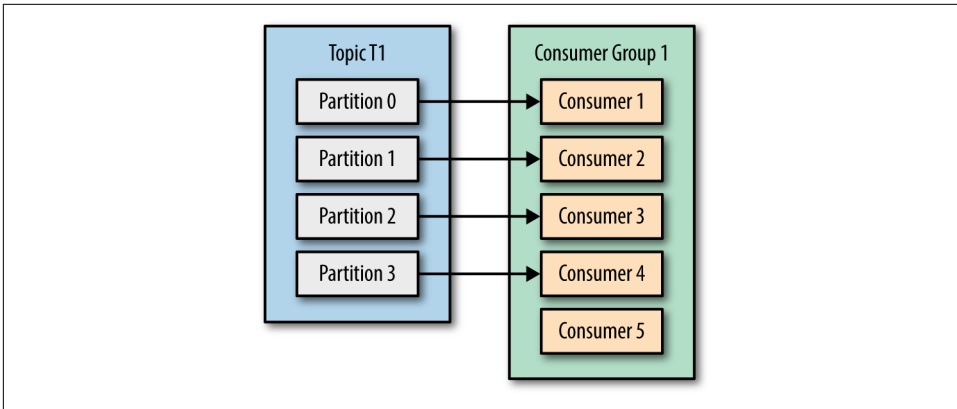 Topic T1
Partition 0
Partition 1
Partition 2
Partition 3
Consumer Group 1
Consumer 1
Consumer 2
Consumer 3
Consumer 4
Consumer 5